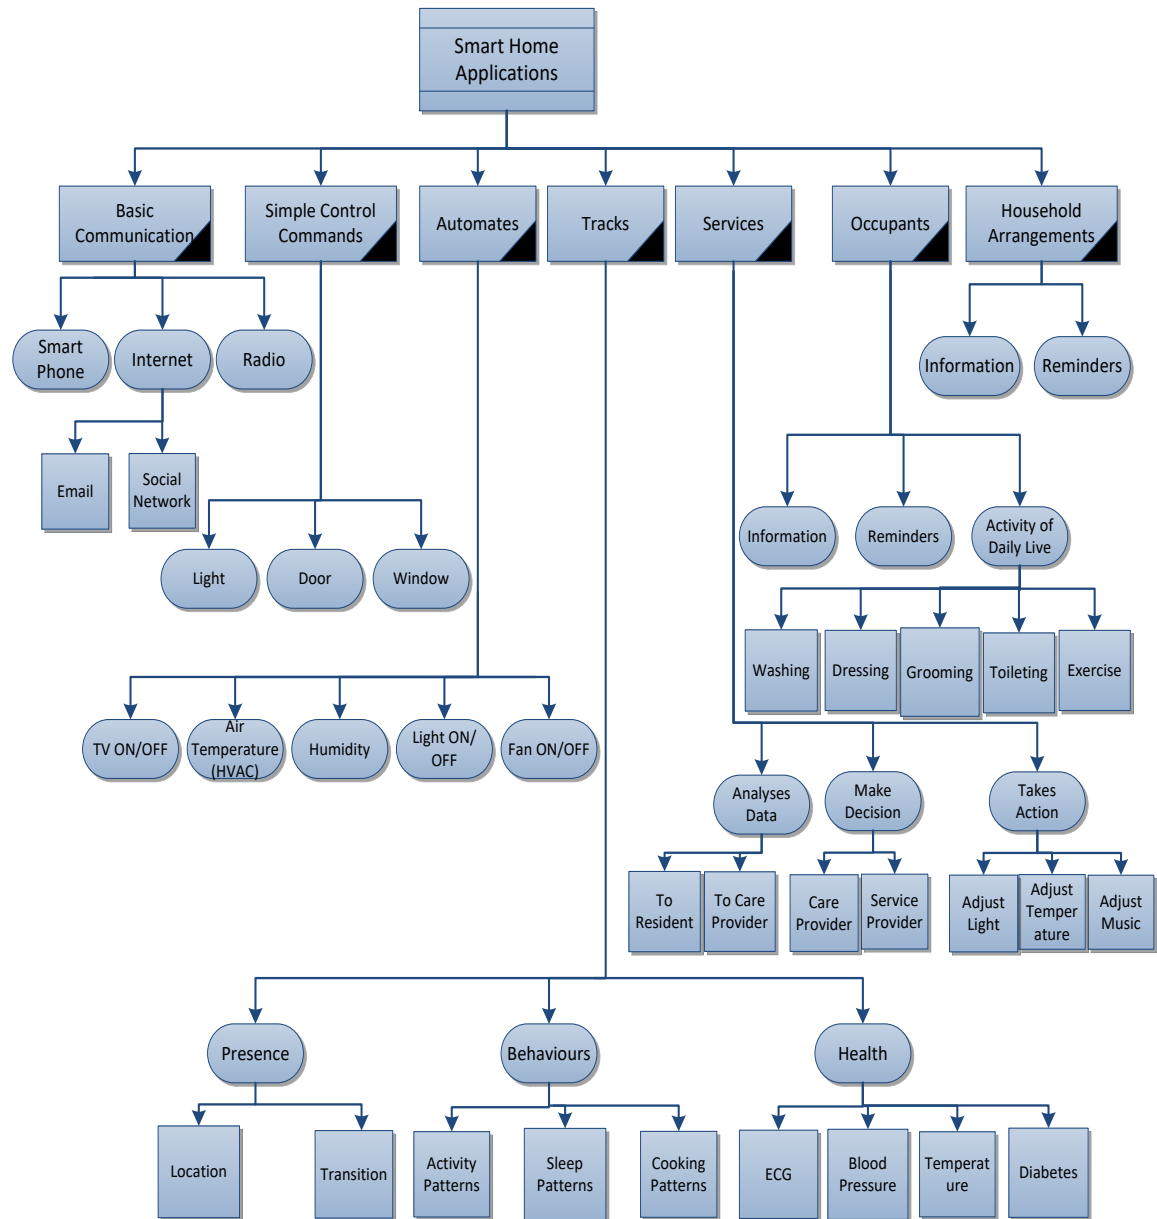 Smart Home
Applications
Basic
Communication
Simple Control
Commands
Automates
Tracks
Services
Occupants
Household
Arrangements
Smart
Phone
Internet
Radio
Information
Reminders
Email
Social
Network
Light
Door
Window
Information
Reminders
Activity of
Daily Live
Washing
Dressing
Grooming
Toileting
Exercise
TV ON/OFF
Air
Temperature
(HVAC)
Humidity
Light ON/
OFF
Fan ON/OFF
Analyses
Data
Make
Decision
Takes
Action
To
Resident
To Care
Provider
Care
Provider
Service
Provider
Adjust
Light
Adjust
Temper
ature
Adjust
Music
Presence
Behaviours
Health
Location
Transition
Activity
Patterns
Sleep
Patterns
Cooking
Patterns
ECG
Blood
Pressure
Temperat
ure
Diabetes